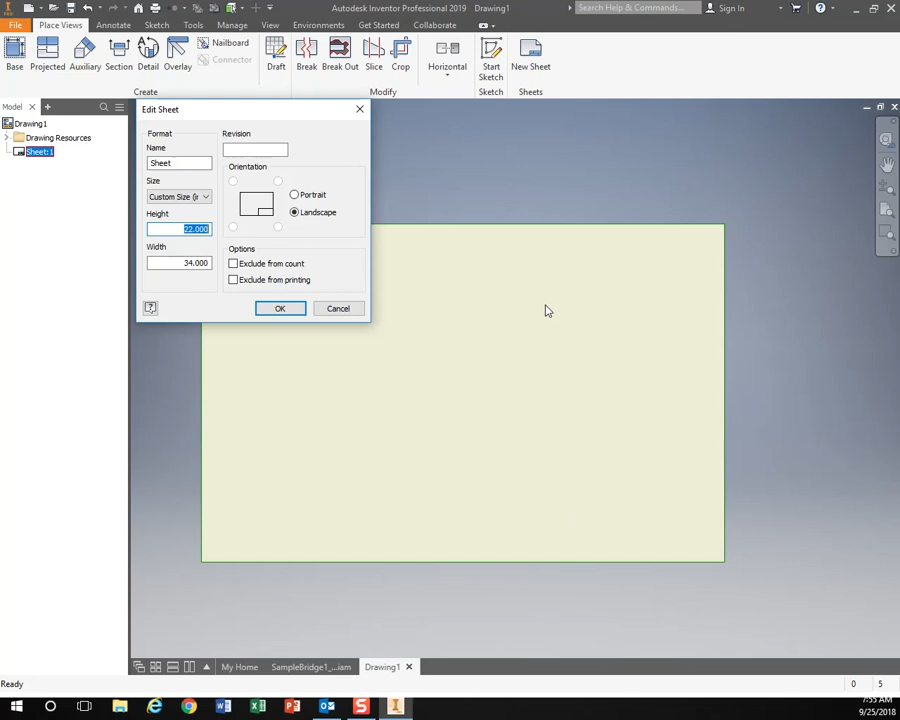 Autodesk Inventor Professional 2019 Drawing1
Search Help & Commands...
Sign In
File Place Views Annotate Sketch Tools Manage View Environments Get Started Collaborate
Base Projected Auxiliary Section Detail Overlay
Nailboard
Connector
Draft Break Break Out Slice Crop Horizontal
Start Sketch
New Sheet
Create Modify Sketch Sheets
Model
Drawing1
Drawing Resources
Sheet:1
Edit Sheet
Format
Name
Sheet
Size
Custom Size (i
Height
22.000
Width
34.000
Revision
Orientation
Portrait
Landscape
Options
Exclude from count
Exclude from printing
OK Cancel
My Home SampleBridge1_...iam Drawing1
Ready
0 5
7:55 AM
9/25/2018